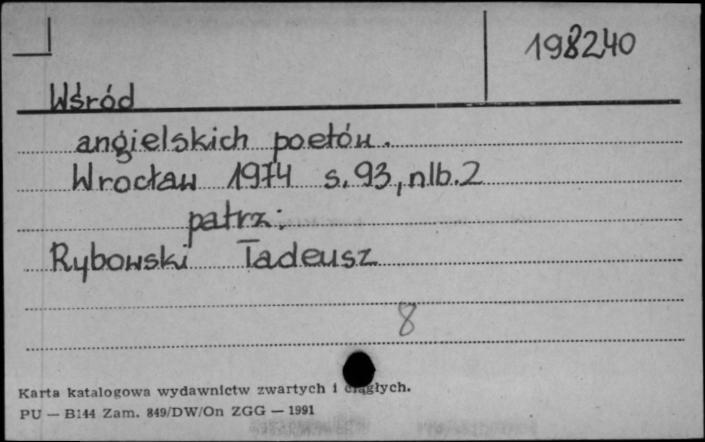 198240
Wśród
angielskich poetów.
Wrocław 1974 s. 93, nlb. 2
patrz:
Rybowski Tadeusz
8
Karta katalogowa wydawnictw zwartych i ciągłych.
PU — B144 Zam. 849/DW/On ZGG — 1991